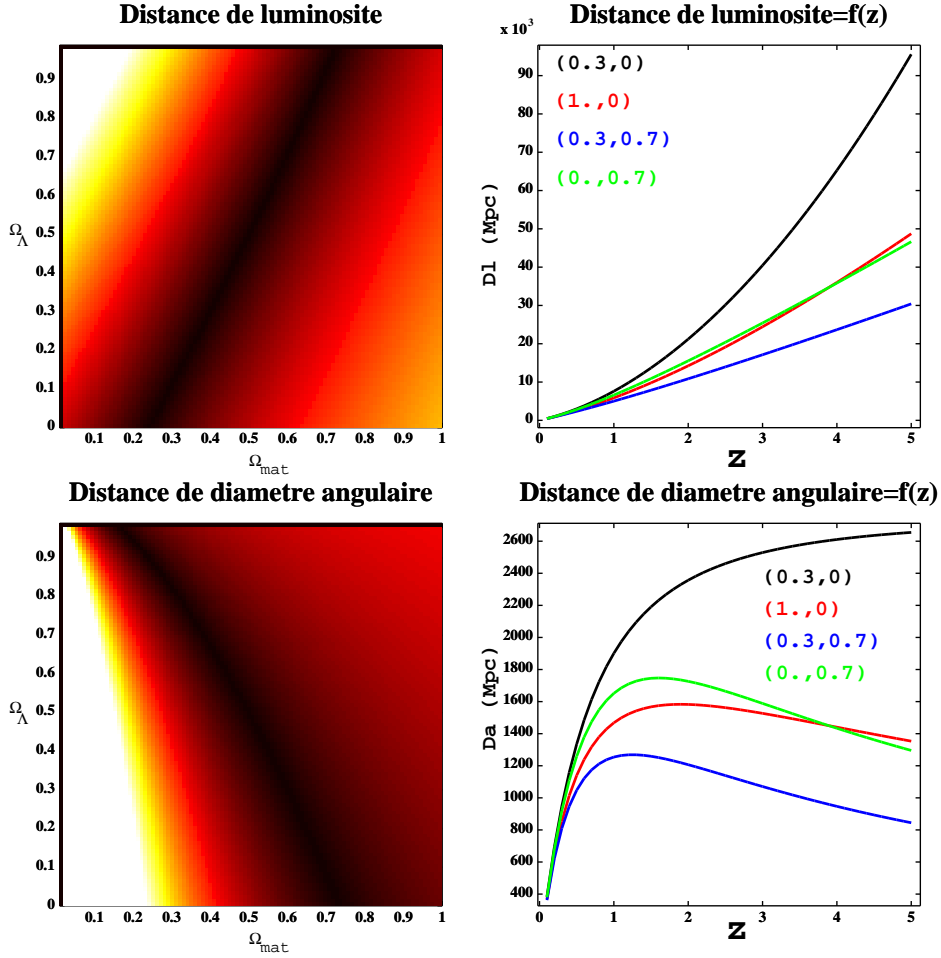 Distance de luminosite
0.9
0.8
0.7
0.6
0.5
0.4
0.3
0.2
0.1
0
Ω_Λ
0.1 0.2 0.3 0.4 0.5 0.6 0.7 0.8 0.9 1
Ω_mat
Distance de luminosite=f(z)
x 10³
90
80
70
60
50
40
30
20
10
0
Dl (Mpc)
(0.3,0)
(1.,0)
(0.3,0.7)
(0.,0.7)
0 1 2 3 4 5
z
Distance de diametre angulaire
0.9
0.8
0.7
0.6
0.5
0.4
0.3
0.2
0.1
0
Ω_Λ
0.1 0.2 0.3 0.4 0.5 0.6 0.7 0.8 0.9 1
Ω_mat
Distance de diametre angulaire=f(z)
2600
2400
2200
2000
1800
1600
1400
1200
1000
800
600
400
Da (Mpc)
(0.3,0)
(1.,0)
(0.3,0.7)
(0.,0.7)
0 1 2 3 4 5
z